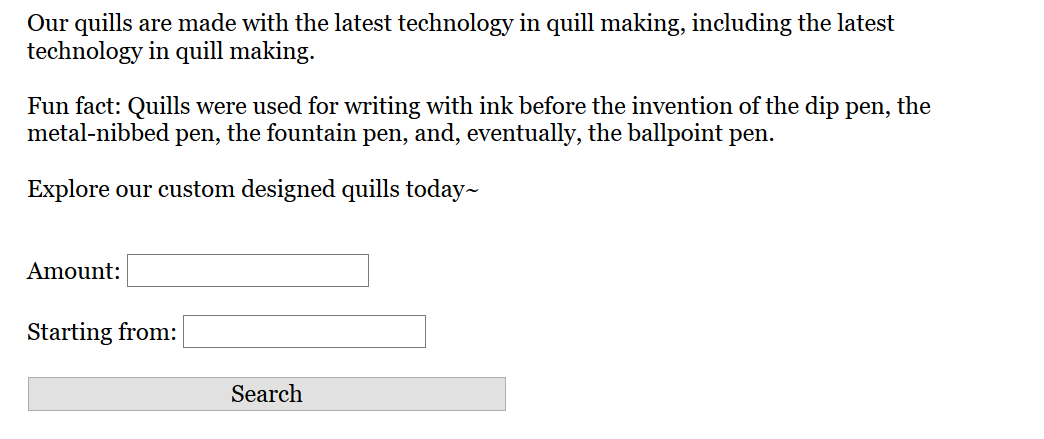 Our quills are made with the latest technology in quill making, including the latest
technology in quill making.
Fun fact: Quills were used for writing with ink before the invention of the dip pen, the
metal-nibbed pen, the fountain pen, and, eventually, the ballpoint pen.
Explore our custom designed quills today~
Amount:
Starting from:
Search